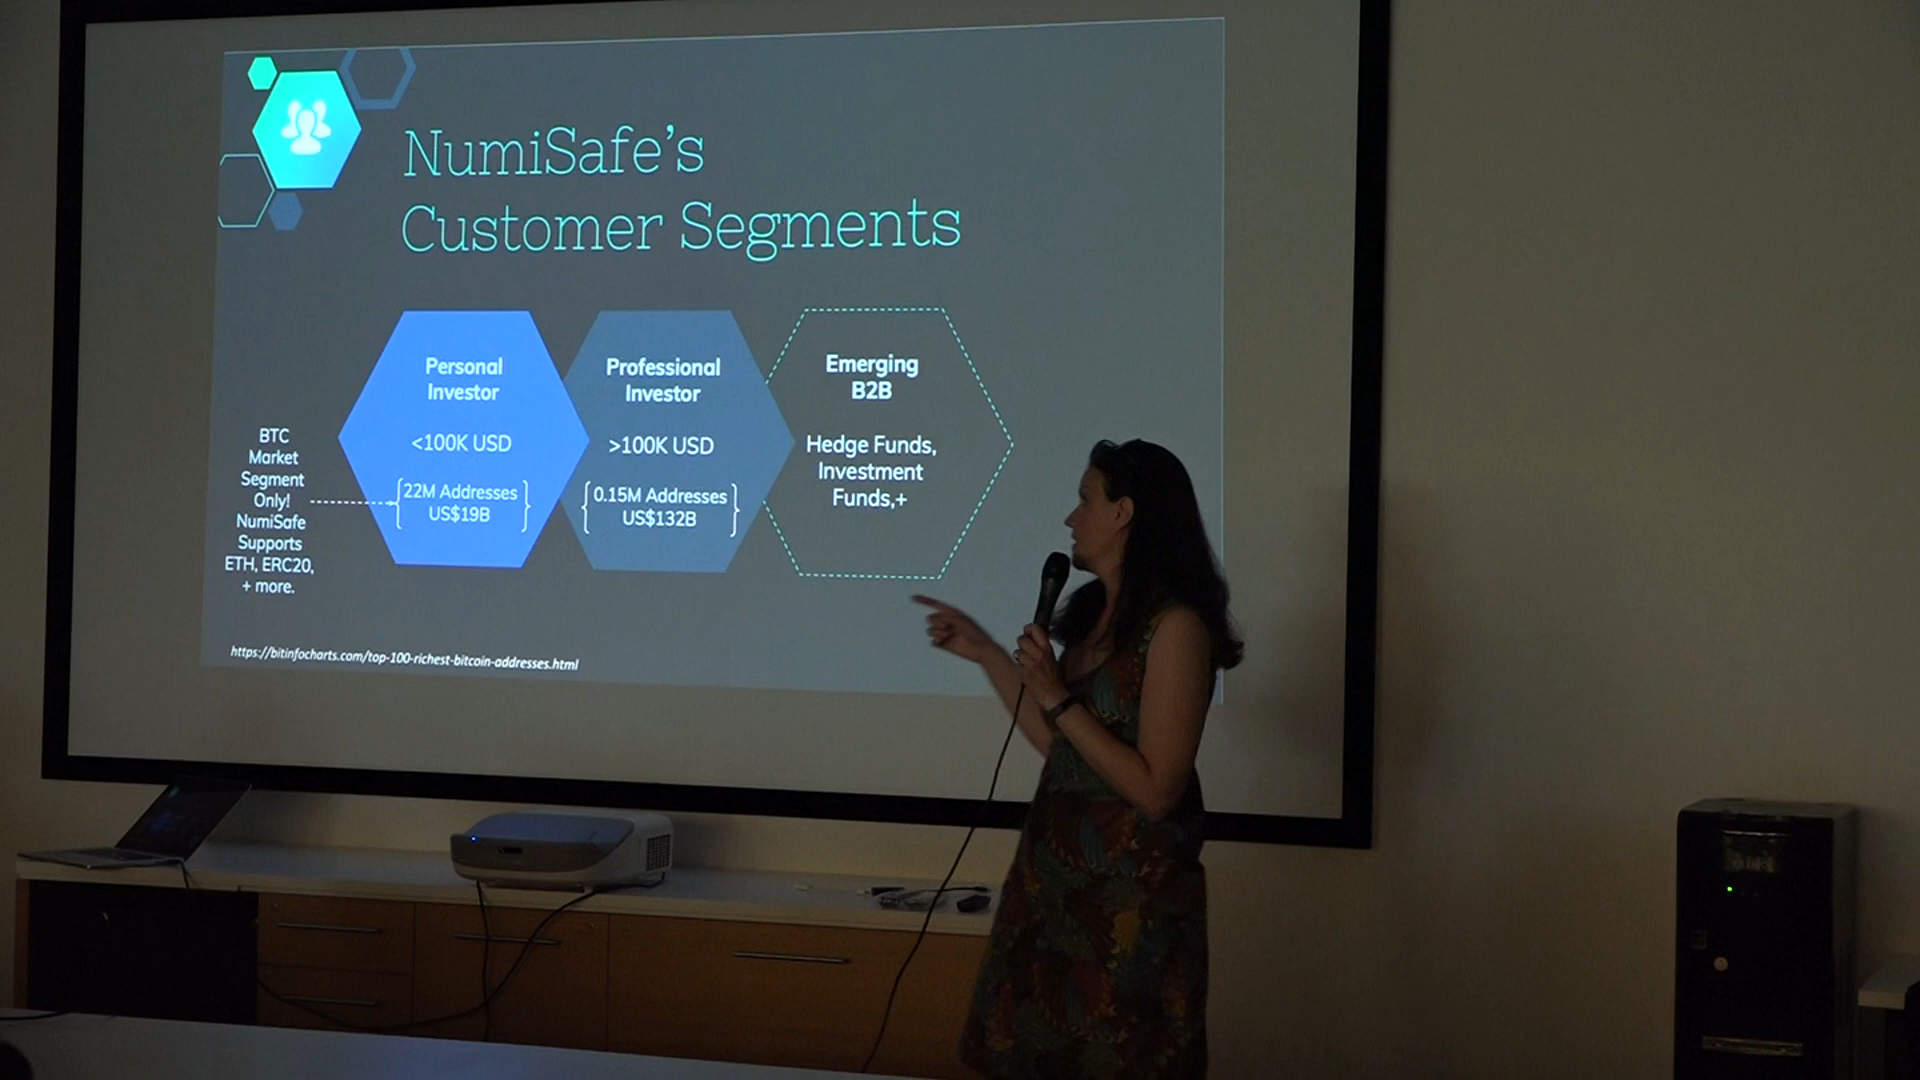 NumiSafe's
Customer Segments
Personal
Investor
<100K USD
22M Addresses
US$19B
Professional
Investor
>100K USD
0.15M Addresses
US$132B
Emerging
B2B
Hedge Funds,
Investment
Funds,+
BTC
Market
Segment
Only!
NumiSafe
Supports
ETH, ERC20,
+ more.
https://bitinfocharts.com/top-100-richest-bitcoin-addresses.html